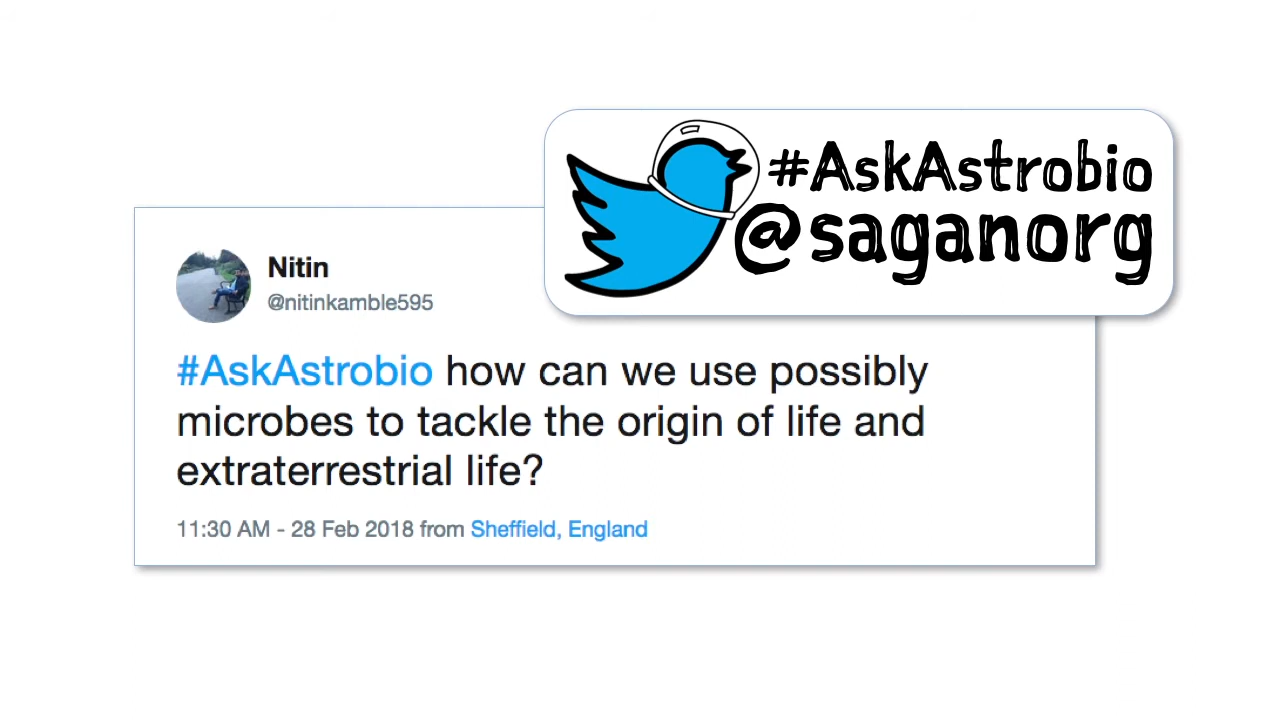 #AskAstrobio
@saganorg
Nitin
@nitinkamble595
#AskAstrobio how can we use possibly
microbes to tackle the origin of life and
extraterrestrial life?
11:30 AM - 28 Feb 2018 from Sheffield, England